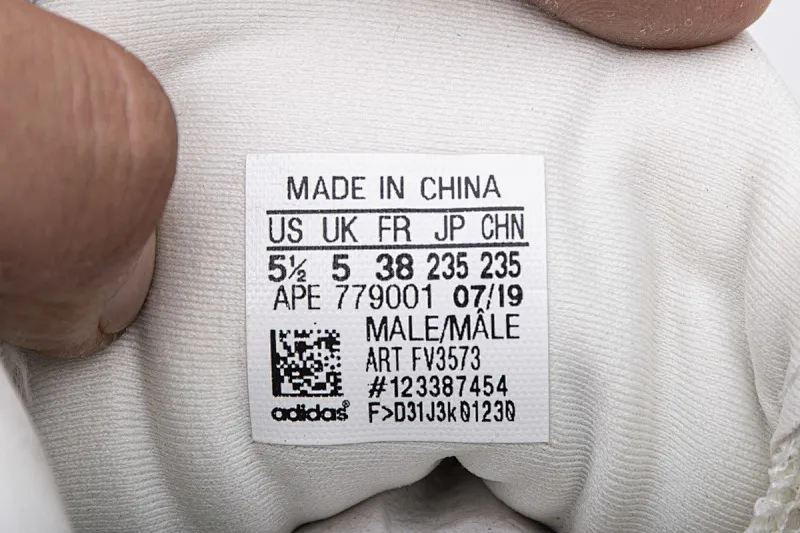 MADE IN CHINA
US UK FR JP CHN
5½ 5 38 235 235
APE 779001 07/19
MALE/MÂLE
ART FV3573
#123387454
adidas® F>D31J3k01230